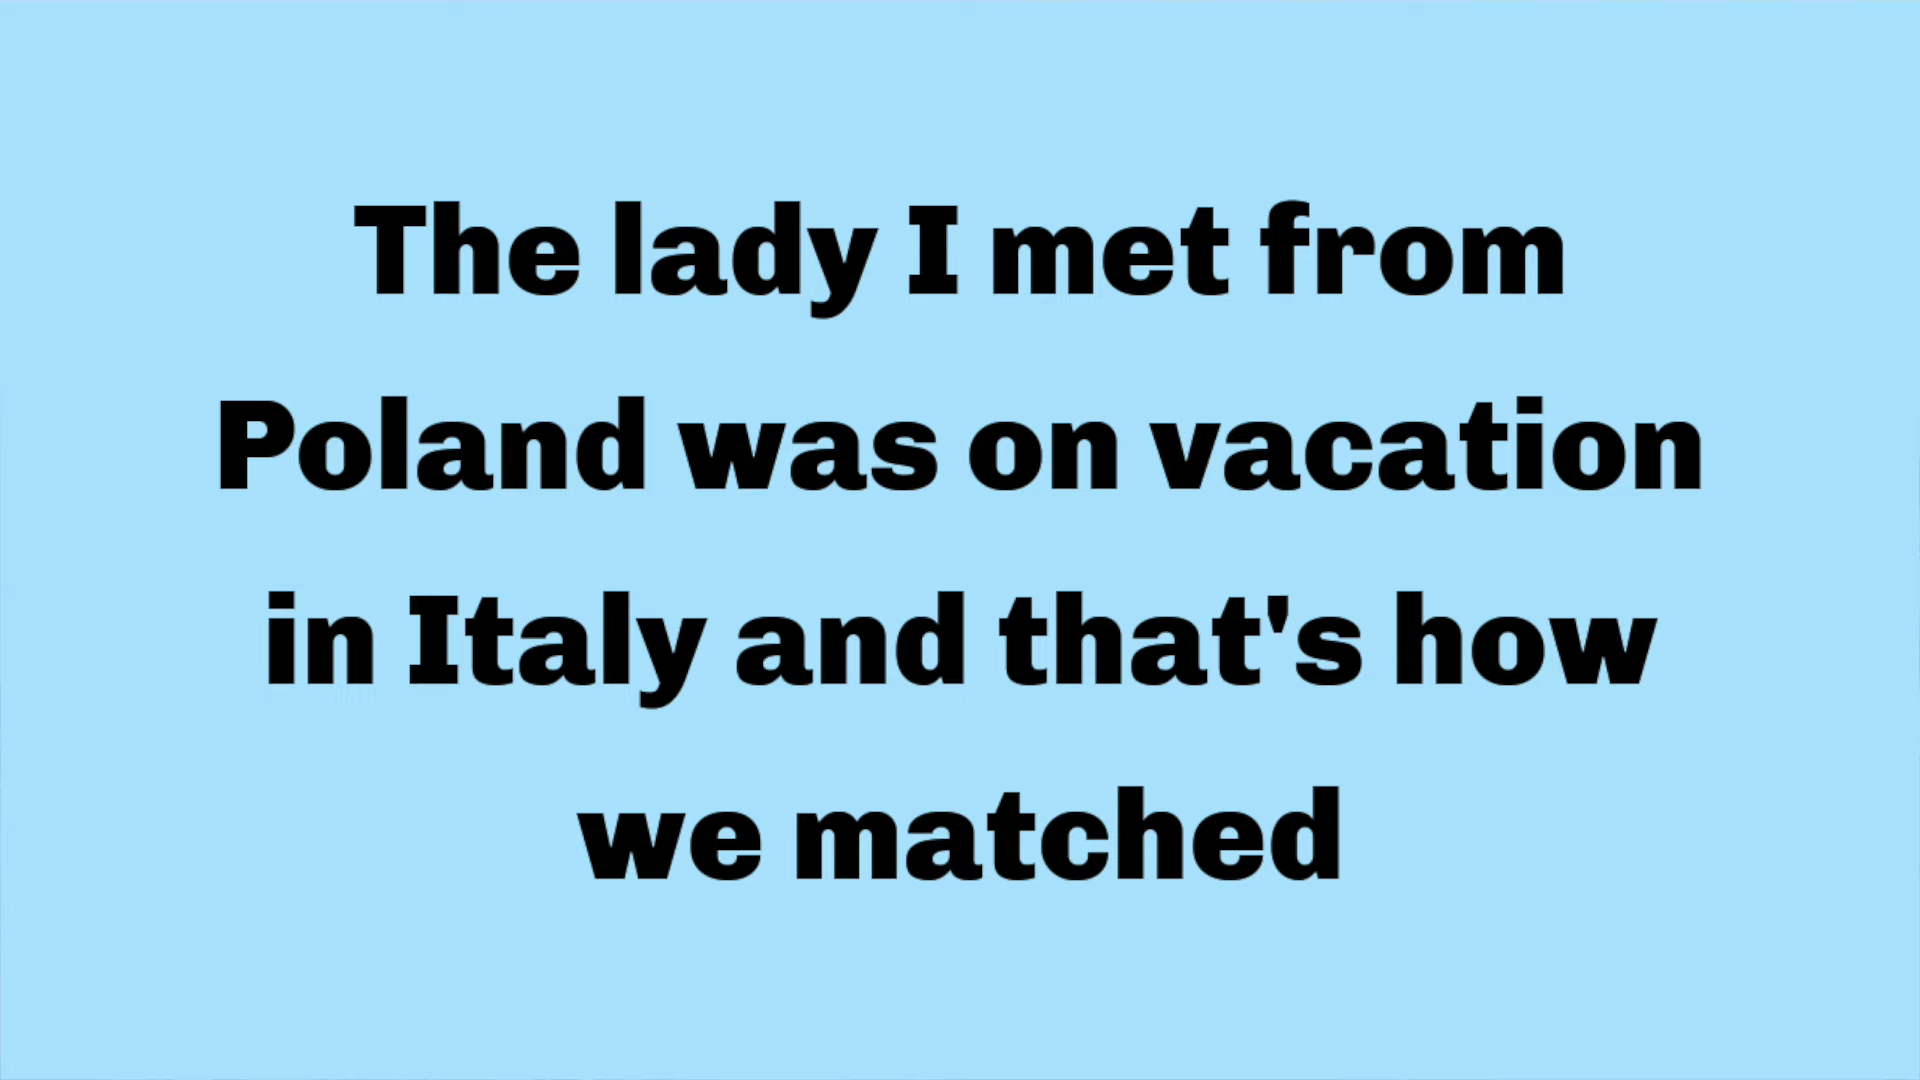 The lady I met from
Poland was on vacation
in Italy and that's how
we matched